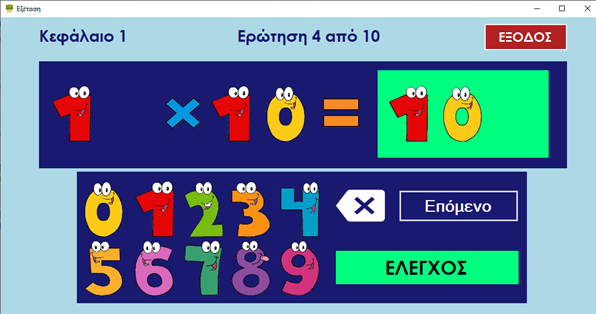 Εξέταση
Κεφάλαιο 1 Ερώτηση 4 από 10 ΕΞΟΔΟΣ
1 × 10 = 10
0 1 2 3 4 Επόμενο
5 6 7 8 9 ΕΛΕΓΧΟΣ